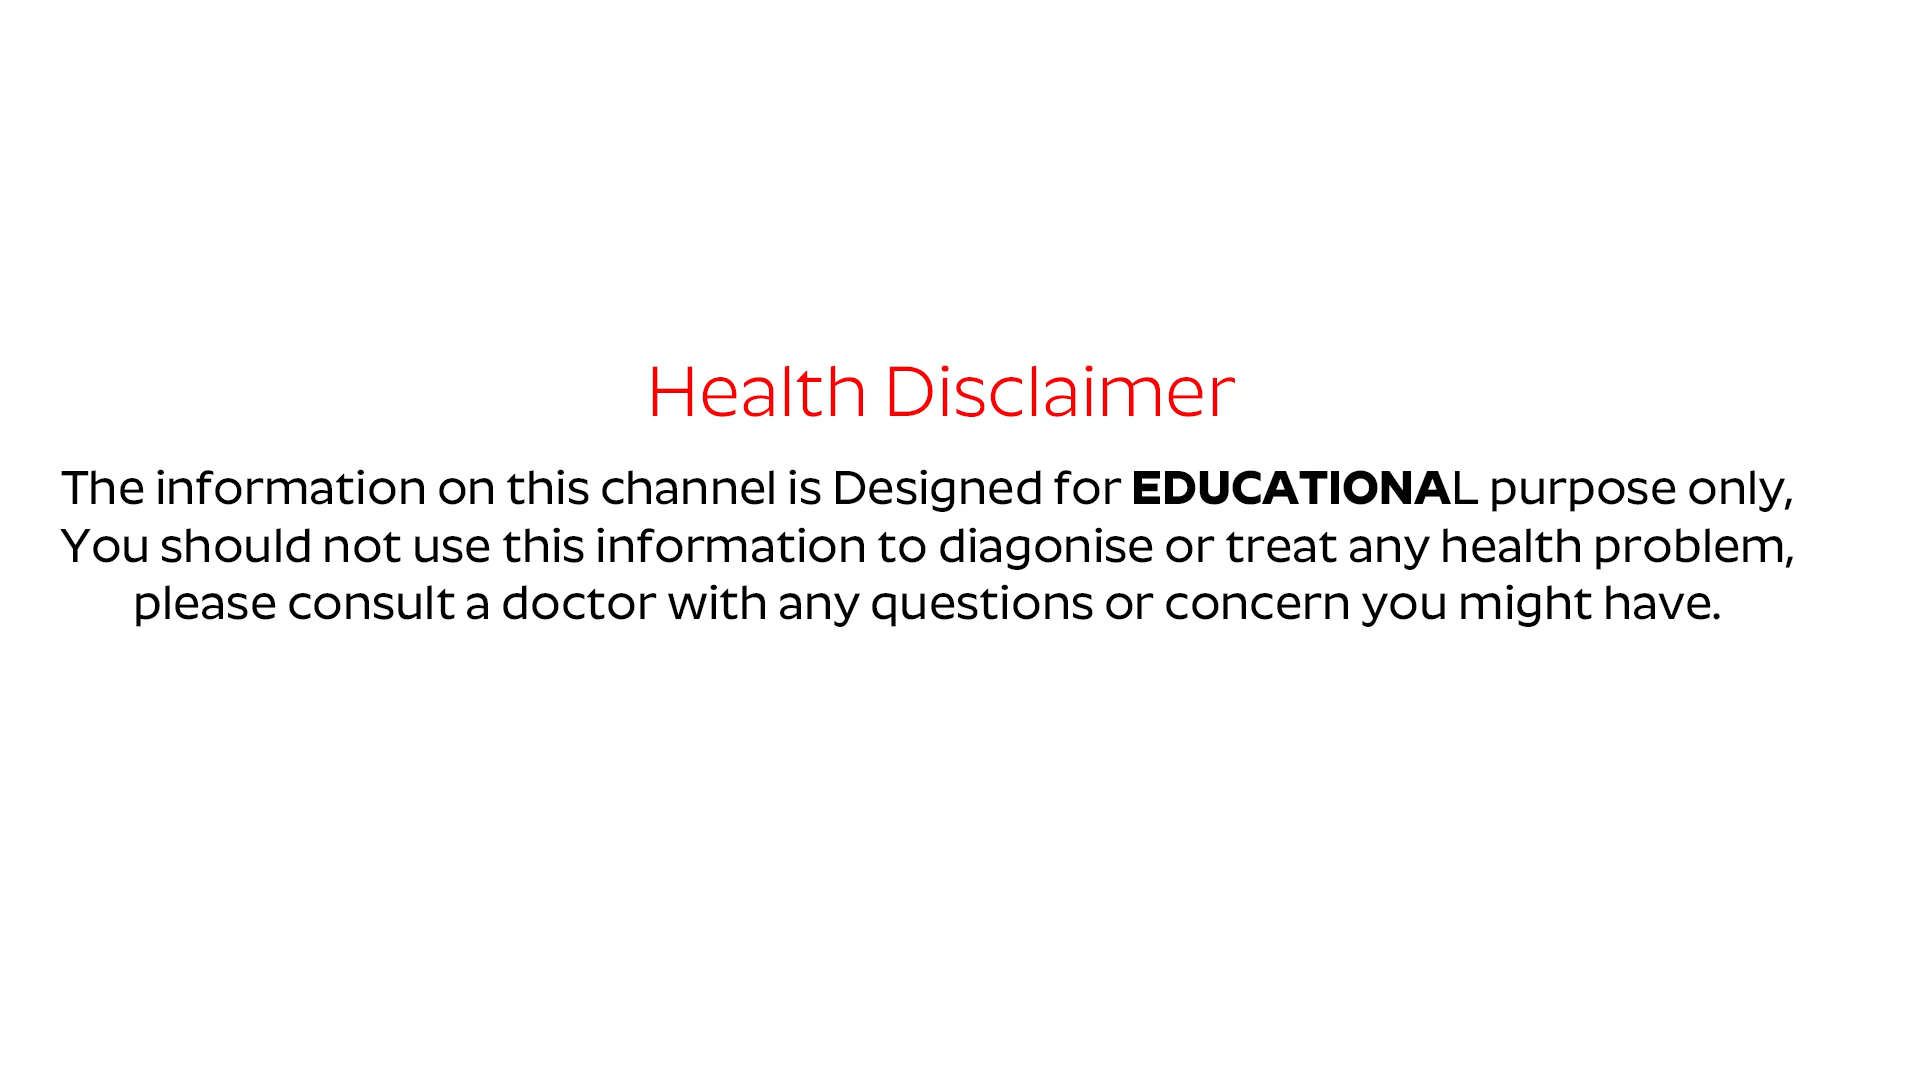 Health Disclaimer
The information on this channel is Designed for EDUCATIONAL purpose only,
You should not use this information to diagonise or treat any health problem,
please consult a doctor with any questions or concern you might have.